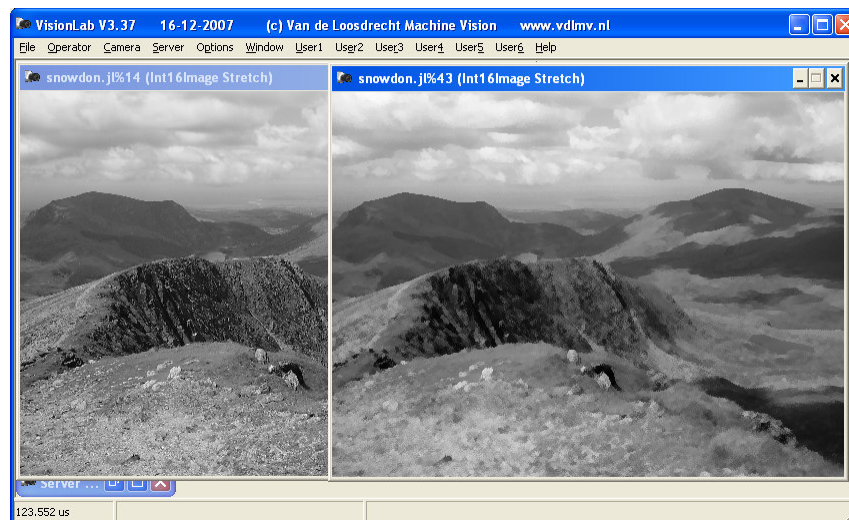 VisionLab V3.37 16-12-2007 (c) Van de Loosdrecht Machine Vision www.vdlmv.nl
File Operator Camera Server Options Window User1 User2 User3 User4 User5 User6 Help
snowdon.jl%14 (Int16Image Stretch)
snowdon.jl%43 (Int16Image Stretch)
Server ...
123.552 us